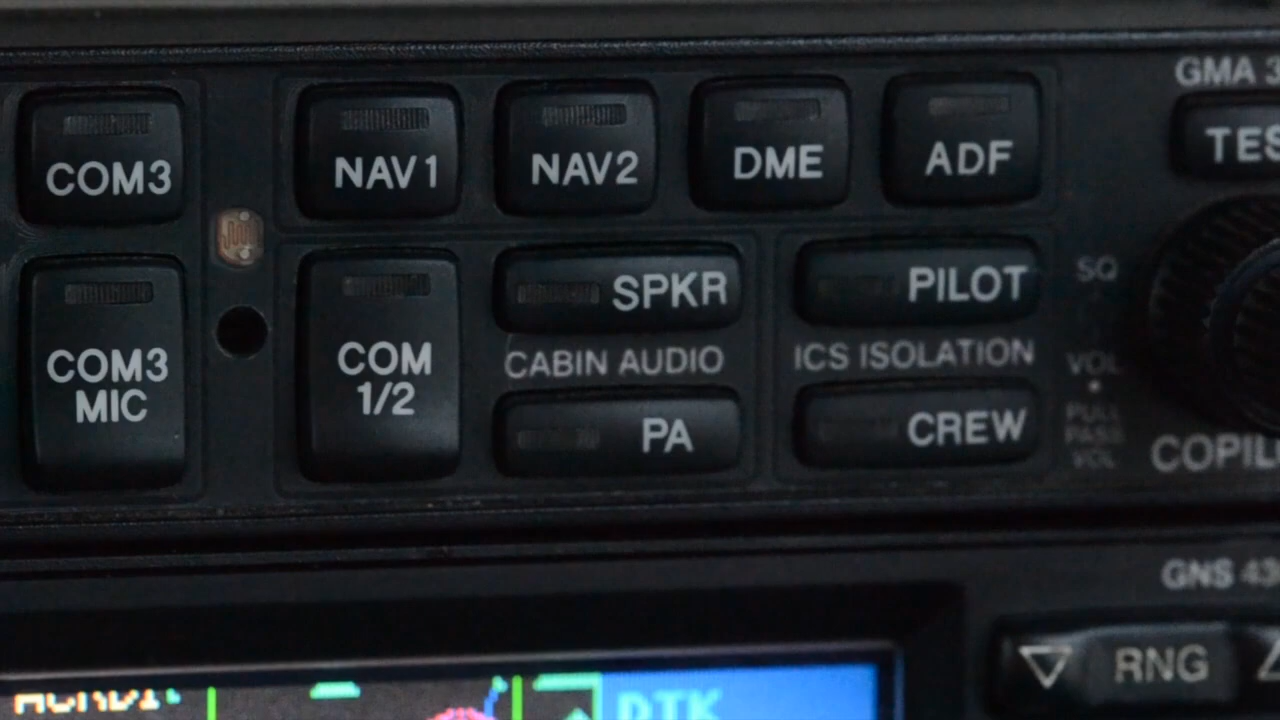 GMA 3
COM3
NAV1
NAV2
DME
ADF
TES
COM3
MIC
COM
1/2
SPKR
CABIN AUDIO
PA
PILOT
ICS ISOLATION
CREW
SQ
VOL
PULL
PASS
VOL
COPIL
GNS 43
RNG
DTK